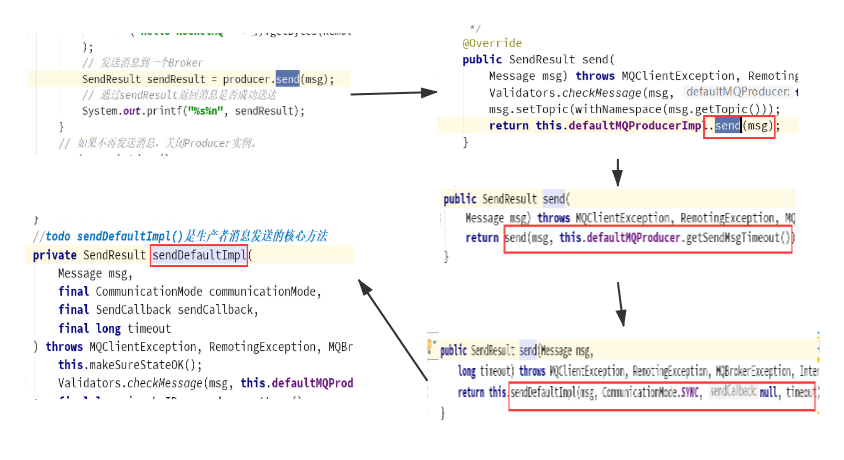 };
// 发送消息到一个Broker
SendResult sendResult = producer.send(msg);
// 通过sendResult返回消息是否成功送达
System.out.printf("%s%n", sendResult);
}
// 如果不再发送消息，关闭Producer实例。
*/
@Override
public SendResult send(
Message msg) throws MQClientException, Remoting
Validators.checkMessage(msg, defaultMQProducer:
msg.setTopic(withNamespace(msg.getTopic()));
return this.defaultMQProducerImpl.send(msg);
}
public SendResult send(
Message msg) throws MQClientException, RemotingException, MQ
return send(msg, this.defaultMQProducer.getSendMsgTimeout())
}
public SendResult send(Message msg,
long timeout) throws MQClientException, RemotingException, MQBrokerException, Inter
return this.sendDefaultImpl(msg, CommunicationMode.SYNC, sendCallback: null, timeout)
}
}
//todo sendDefaultImpl()是生产者消息发送的核心方法
private SendResult sendDefaultImpl(
Message msg,
final CommunicationMode communicationMode,
final SendCallback sendCallback,
final long timeout
) throws MQClientException, RemotingException, MQBr
this.makeSureStateOK();
Validators.checkMessage(msg, this.defaultMQProd